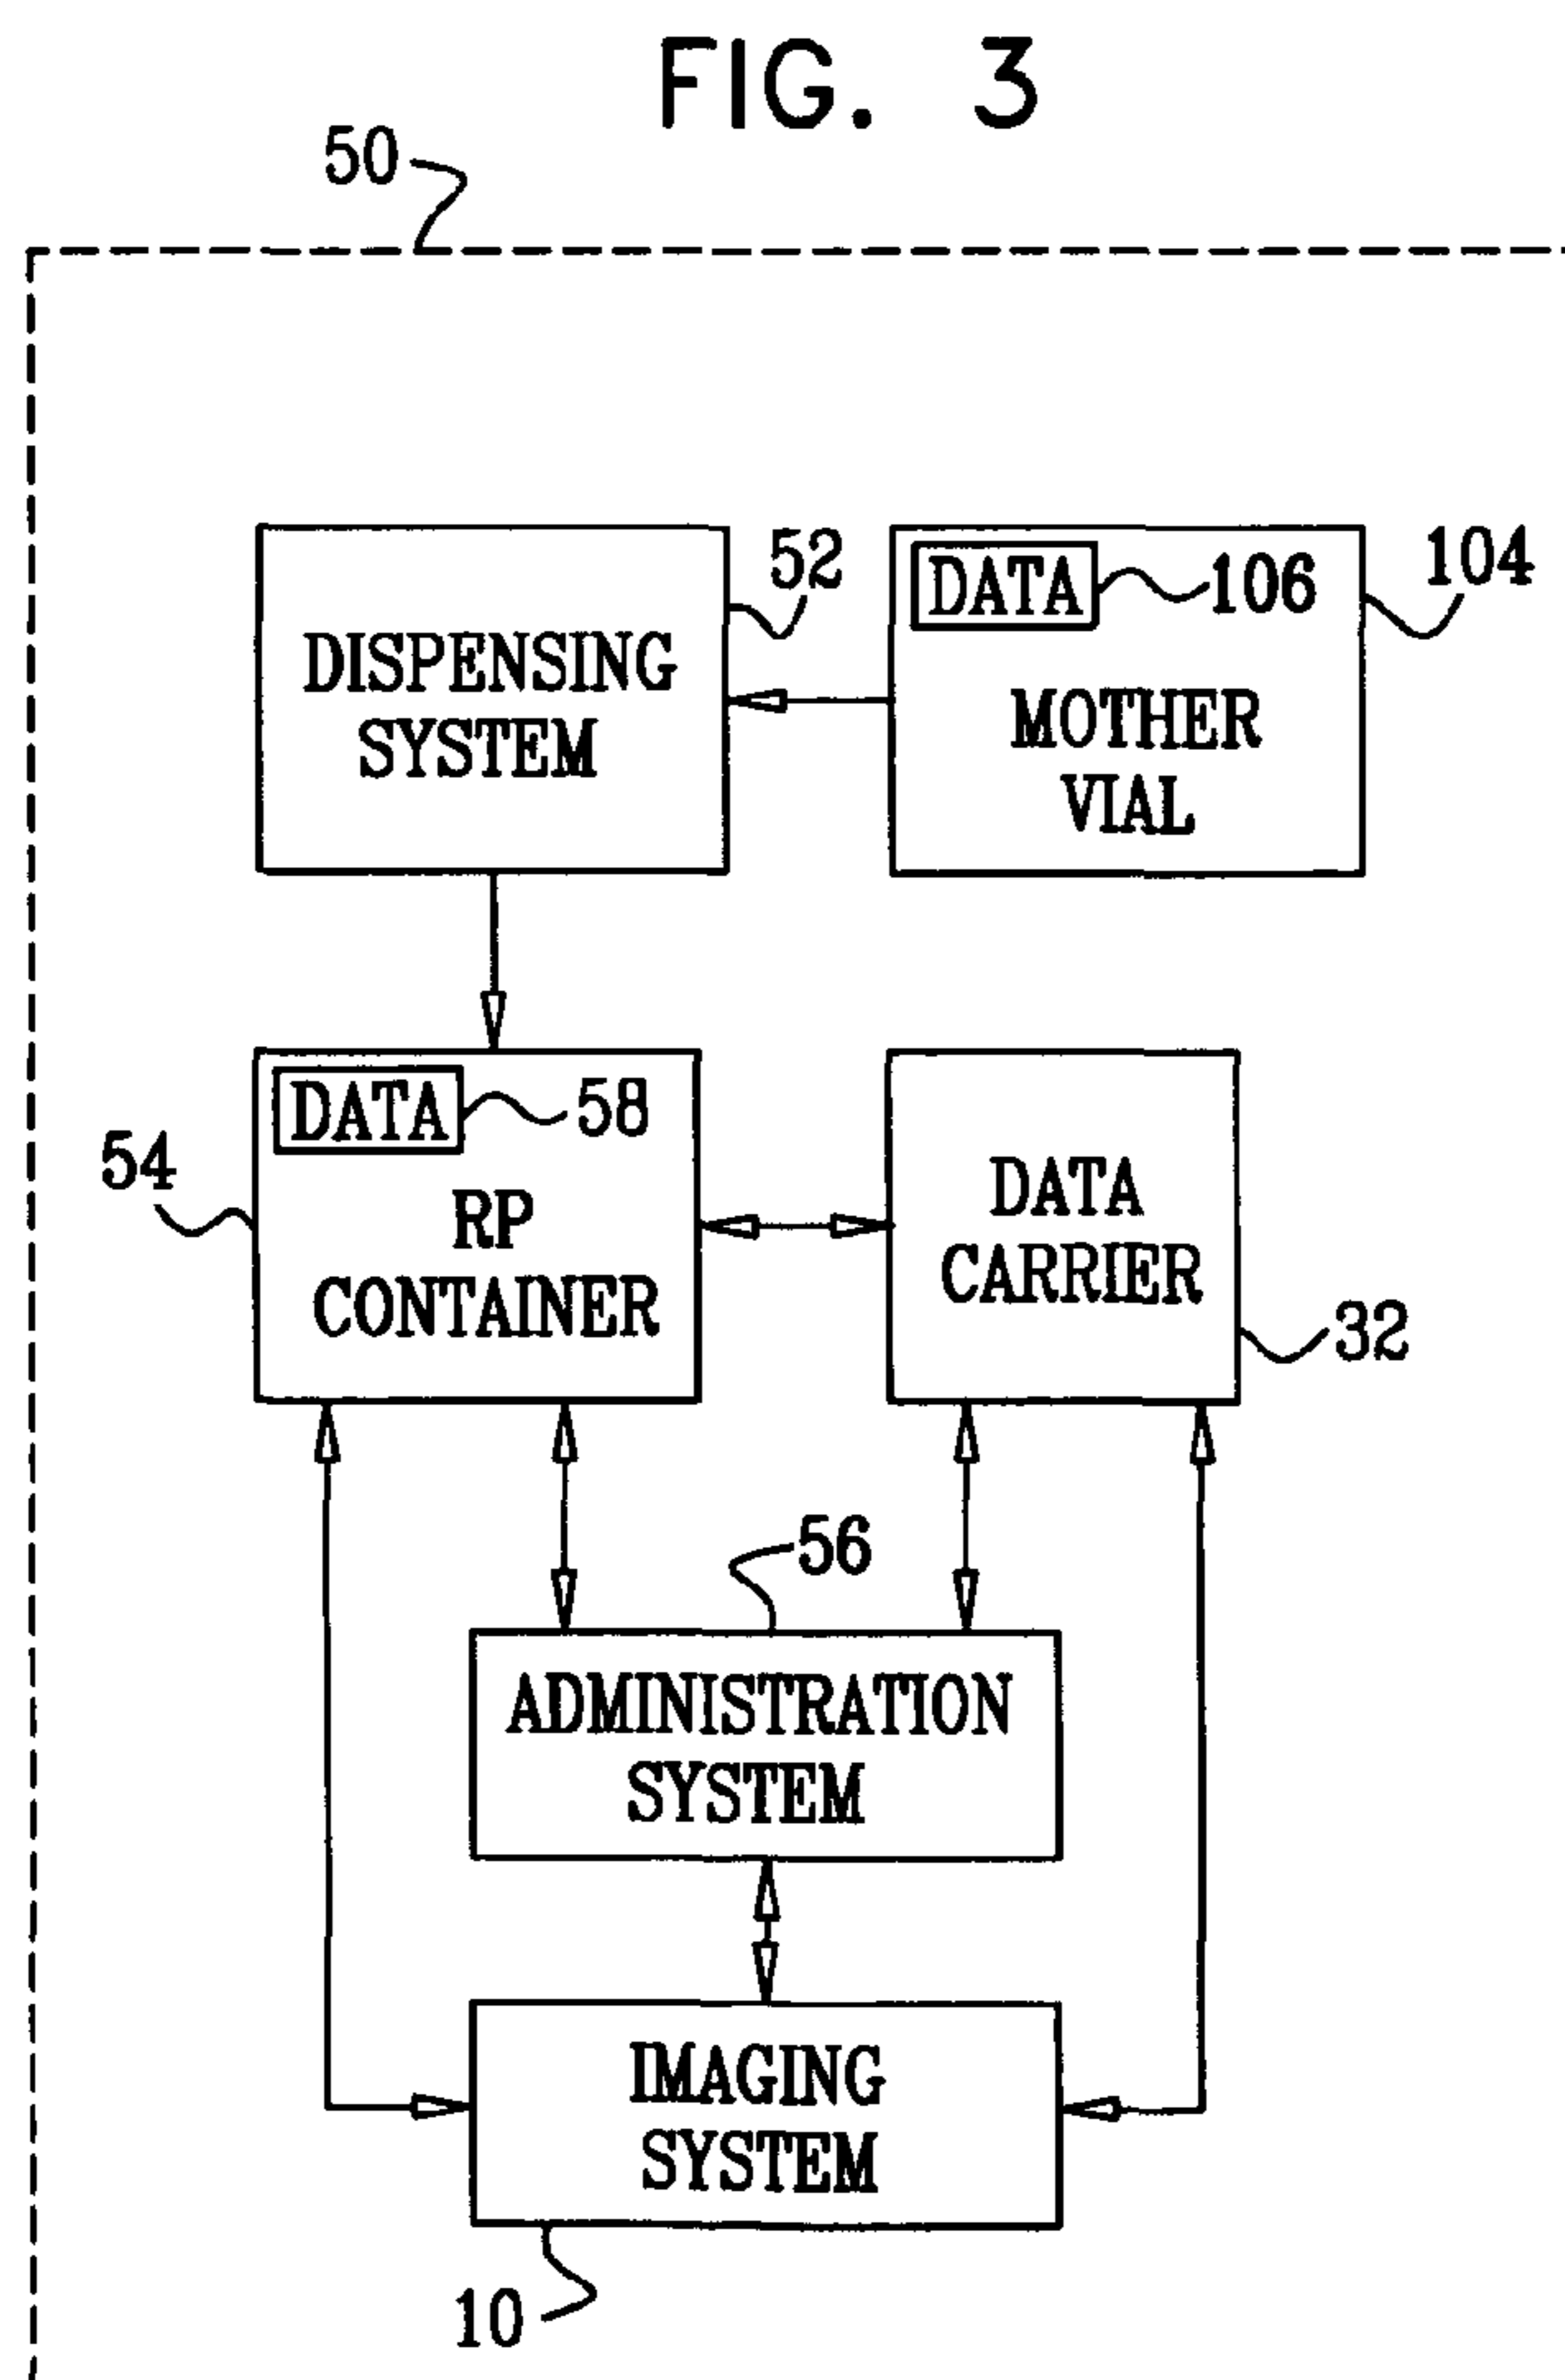 FIG. 3
50
52
DATA
106
104
DISPENSING
SYSTEM
MOTHER
VIAL
DATA
58
54
RP
CONTAINER
DATA
CARRIER
32
56
ADMINISTRATION
SYSTEM
IMAGING
SYSTEM
10